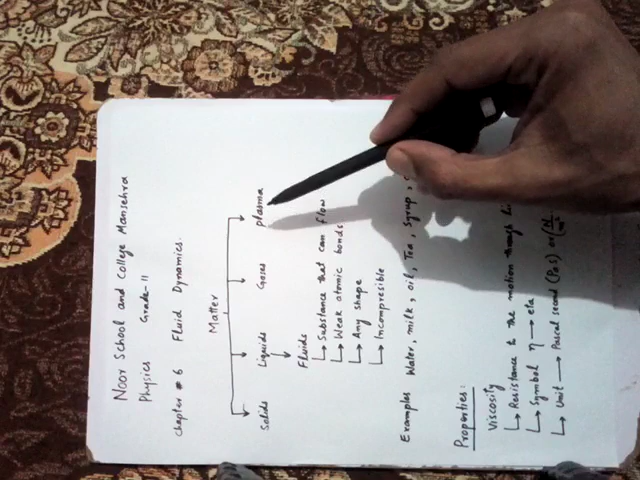 Noor School and College Mansehra
Physics Grade-11
Chapter # 6 Fluid Dynamics.
Matter
Solids Liquids Gases plasma
Fluids
↳ Substance that can flow
↳ Weak atomic bonds
↳ Any shape
↳ Incompresible
Examples Water, milk, oil, Tea, Syrup,
Properties:
Viscosity
↳ Resistance to the motion through
↳ Symbol η → eta
↳ Unit → Pascal second (Pa s) or